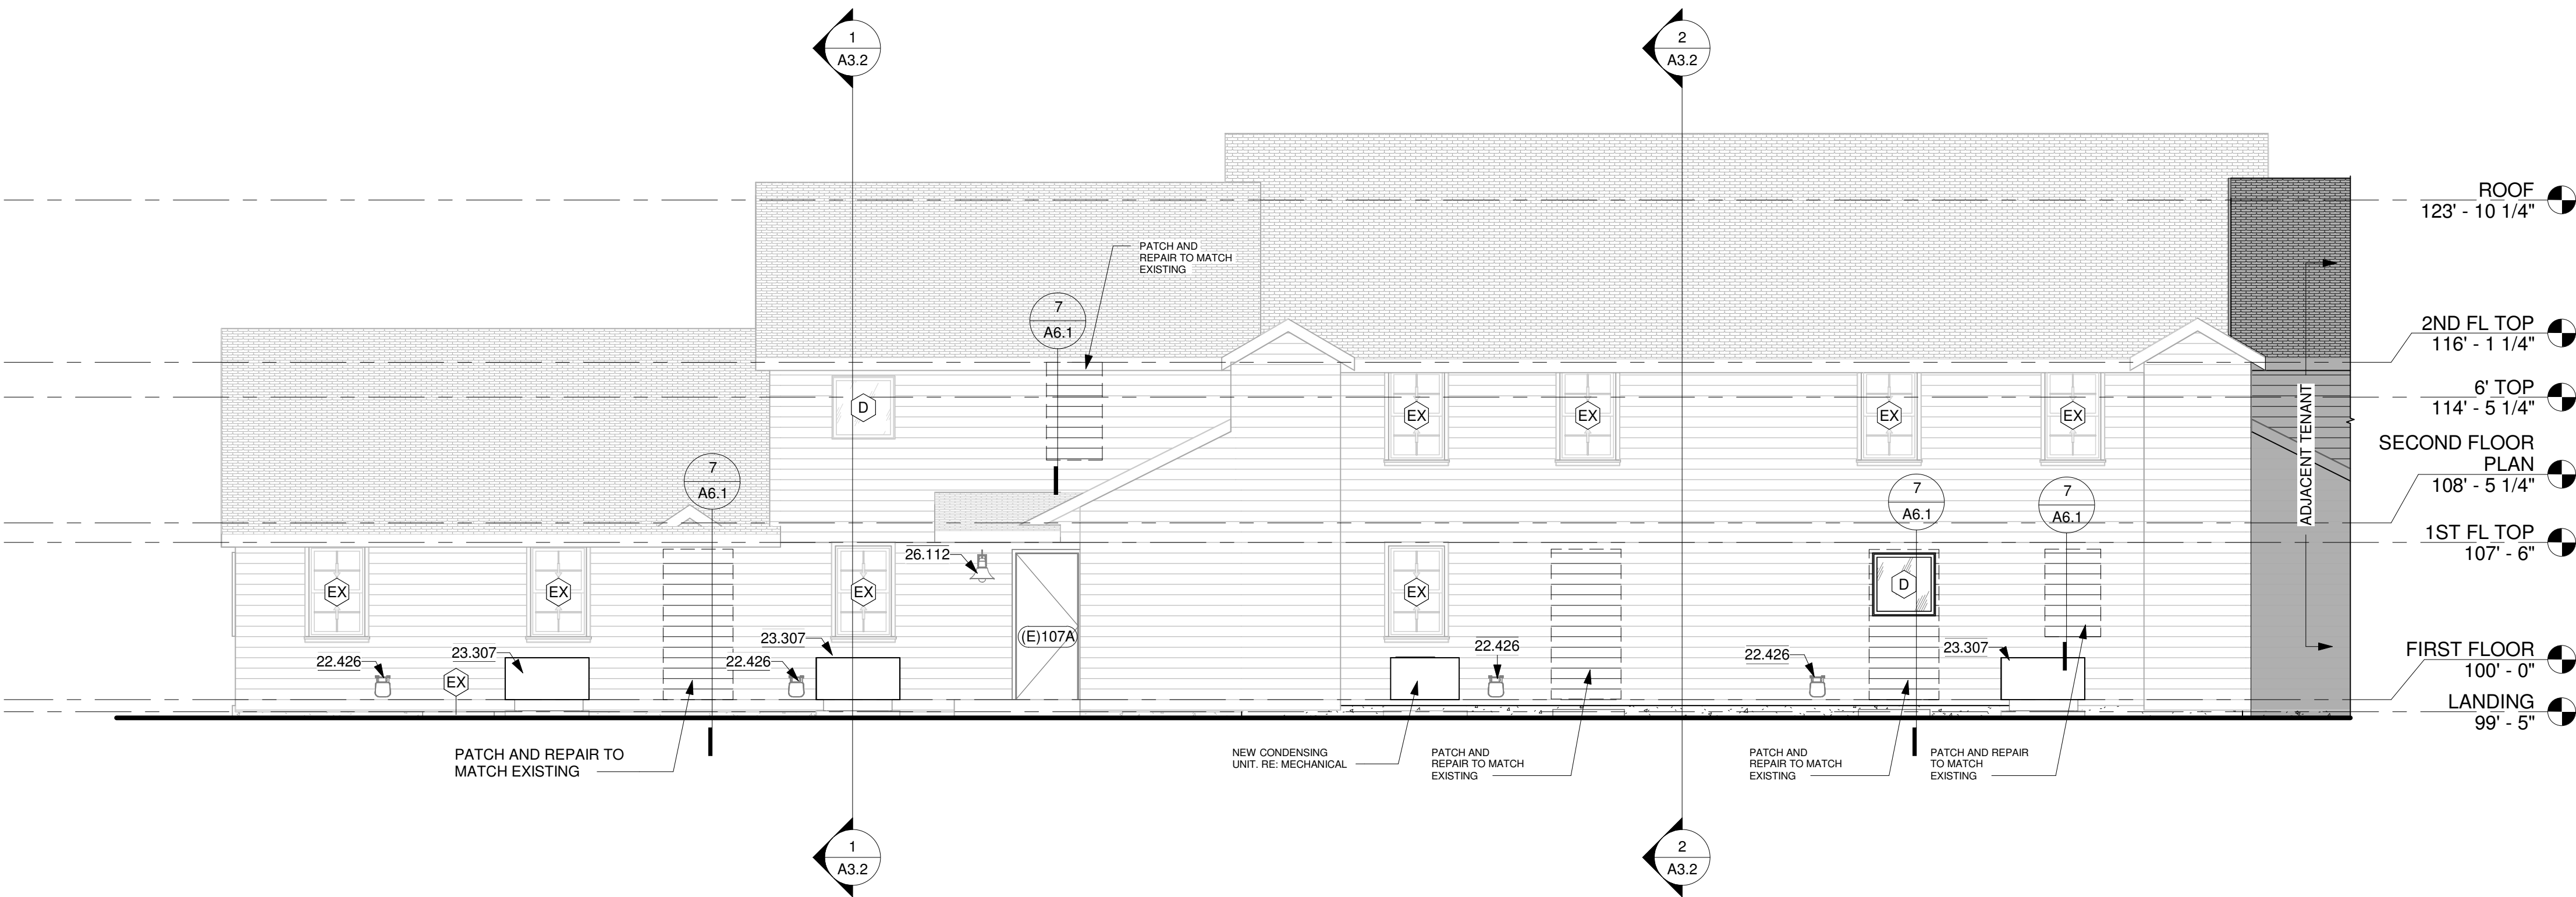 1
A3.2
2
A3.2
ROOF
123' - 10 1/4"
PATCH AND
REPAIR TO MATCH
EXISTING
7
A6.1
2ND FL TOP
116' - 1 1/4"
6' TOP
114' - 5 1/4"
D
EX
EX
EX
EX
ADJACENT TENANT
SECOND FLOOR
PLAN
108' - 5 1/4"
7
A6.1
7
A6.1
7
A6.1
1ST FL TOP
107' - 6"
26.112
EX
EX
EX
EX
D
(E)107A
22.426
23.307
EX
22.426
23.307
22.426
22.426
23.307
FIRST FLOOR
100' - 0"
LANDING
99' - 5"
PATCH AND REPAIR TO
MATCH EXISTING
NEW CONDENSING
UNIT. RE: MECHANICAL
PATCH AND
REPAIR TO MATCH
EXISTING
PATCH AND
REPAIR TO MATCH
EXISTING
PATCH AND REPAIR
TO MATCH
EXISTING
1
A3.2
2
A3.2